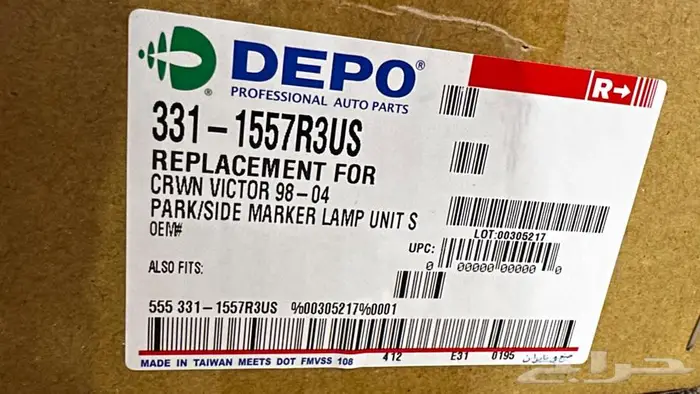 DEPO®
PROFESSIONAL AUTO PARTS
R→
331-1557R3US
REPLACEMENT FOR
CRWN VICTOR 98-04
PARK/SIDE MARKER LAMP UNIT S
OEM#
LOT:00305217
UPC:
0 00000 00000 0
ALSO FITS:
555 331-1557R3US %00305217%0001
MADE IN TAIWAN MEETS DOT FMVSS 108 412 E31 0195
حراج